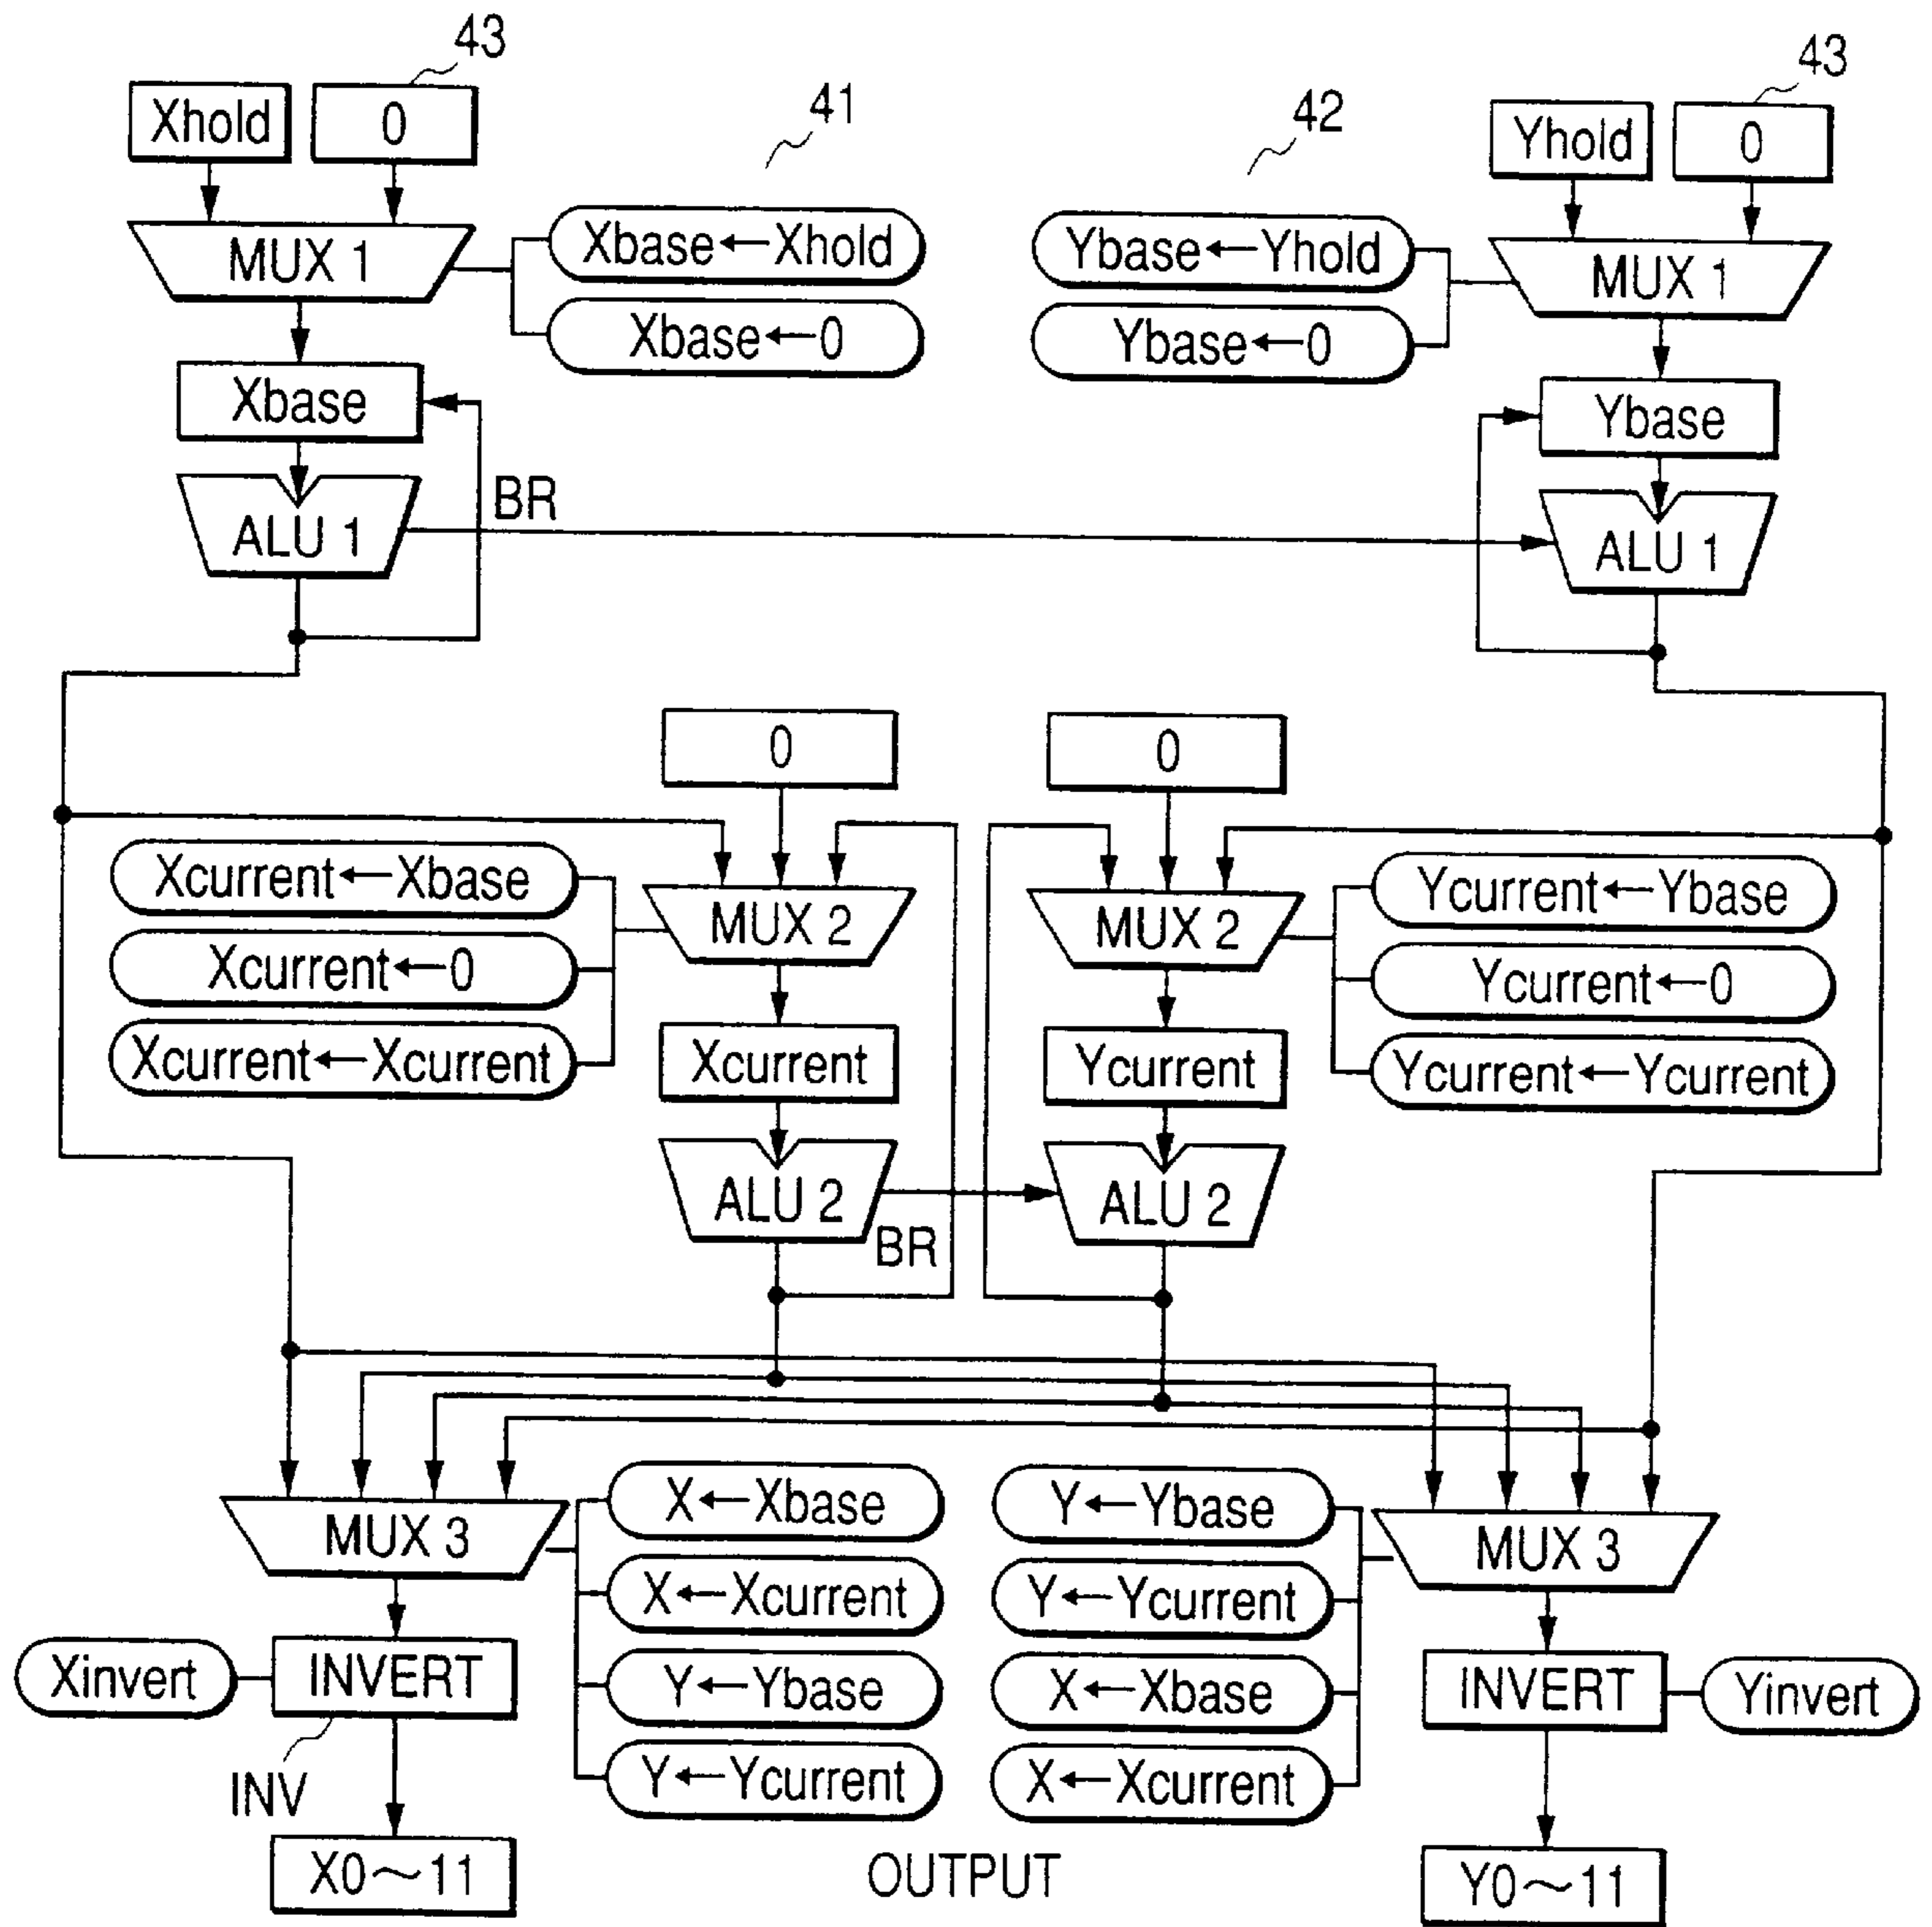 43
43
41
42
Xhold
0
Yhold
0
MUX 1
Xbase←Xhold
Ybase←Yhold
MUX 1
Xbase←0
Ybase←0
Xbase
Ybase
BR
ALU 1
ALU 1
0
0
Xcurrent←Xbase
MUX 2
MUX 2
Ycurrent←Ybase
Xcurrent←0
Ycurrent←0
Xcurrent←Xcurrent
Xcurrent
Ycurrent
Ycurrent←Ycurrent
ALU 2
ALU 2
BR
X←Xbase
Y←Ybase
MUX 3
MUX 3
X←Xcurrent
Y←Ycurrent
Xinvert
INVERT
Y←Ybase
X←Xbase
INVERT
Yinvert
INV
Y←Ycurrent
X←Xcurrent
X0～11
OUTPUT
Y0～11